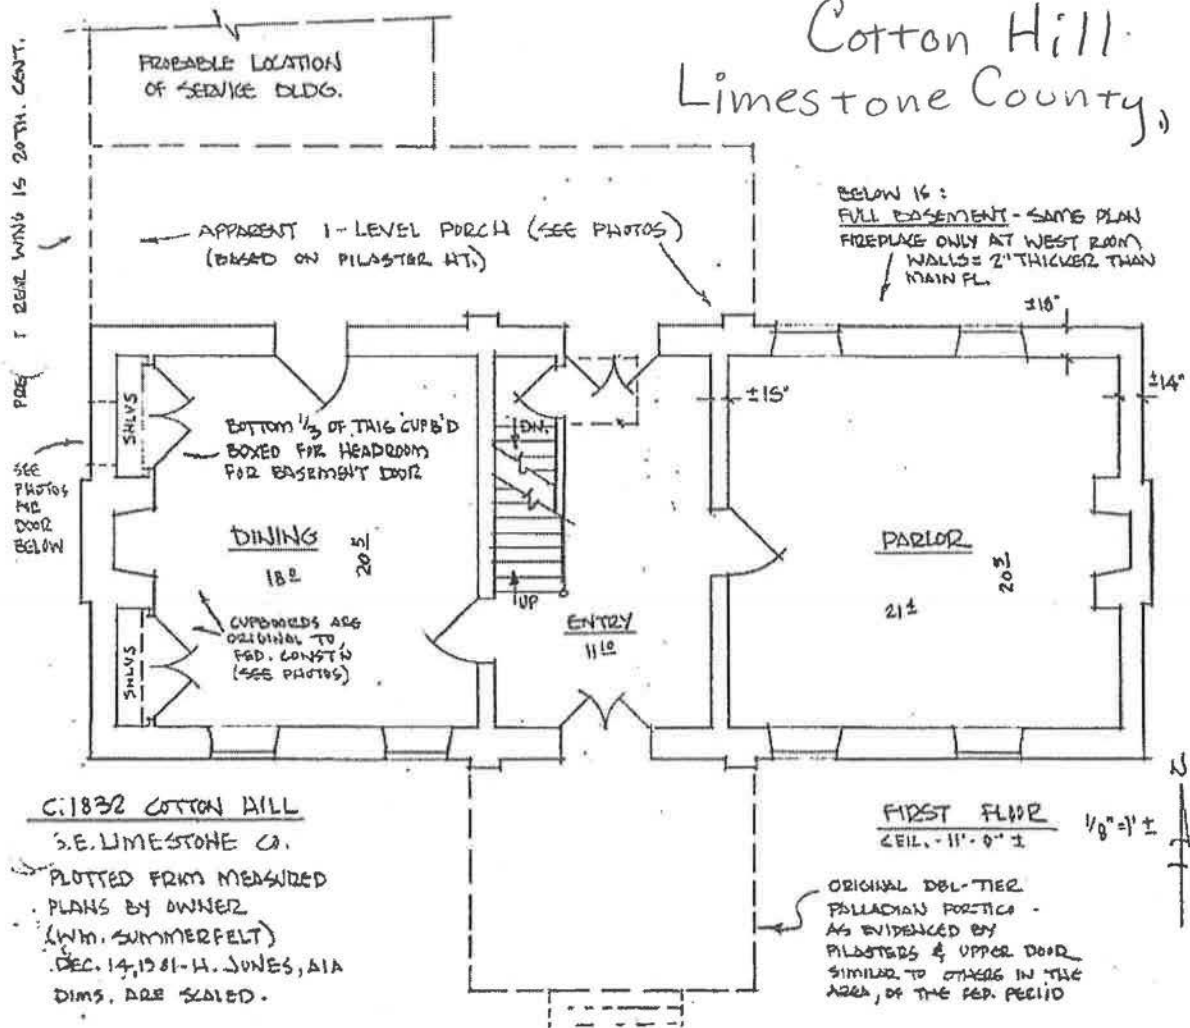 Cotton Hill
Limestone County,
PROBABLE LOCATION
OF SERVICE BLDG.
T REAR WING IS 20TH. CENT.
APPARENT 1-LEVEL PORCH (SEE PHOTOS)
(BASED ON PILASTER HT.)
BELOW IS:
FULL BASEMENT - SAME PLAN
FIREPLACE ONLY AT WEST ROOM
WALLS = 2" THICKER THAN
MAIN FL.
±18"
±15"
±14"
SHLVS
BOTTOM 1/3 OF THIS CUPB'D
BOXED FOR HEADROOM
FOR BASEMENT DOOR
DN.
SEE
PHOTOS
DOOR
BELOW
DINING
18º
20 5
UP
ENTRY
11 10
PARLOR
21 ±
20 5
CUPBOARDS ARE
ORIGINAL TO
FED. CONST'N
(SEE PHOTOS)
SHLVS
C.1832 COTTON HILL
S.E. LIMESTONE CO.
PLOTTED FROM MEASURED
PLANS BY OWNER
(WM. SUMMERFELT)
DEC. 14, 1981 - H. JONES, AIA
DIMS. ARE SCALED.
FIRST FLOOR
CEIL. - 11'-0" ±
1/8" = 1' ±
N
ORIGINAL DBL-TIER
PALLADIAN PORTICO -
AS EVIDENCED BY
PILASTERS & UPPER DOOR
SIMILAR TO OTHERS IN THE
AREA, OF THE FED. PERIOD